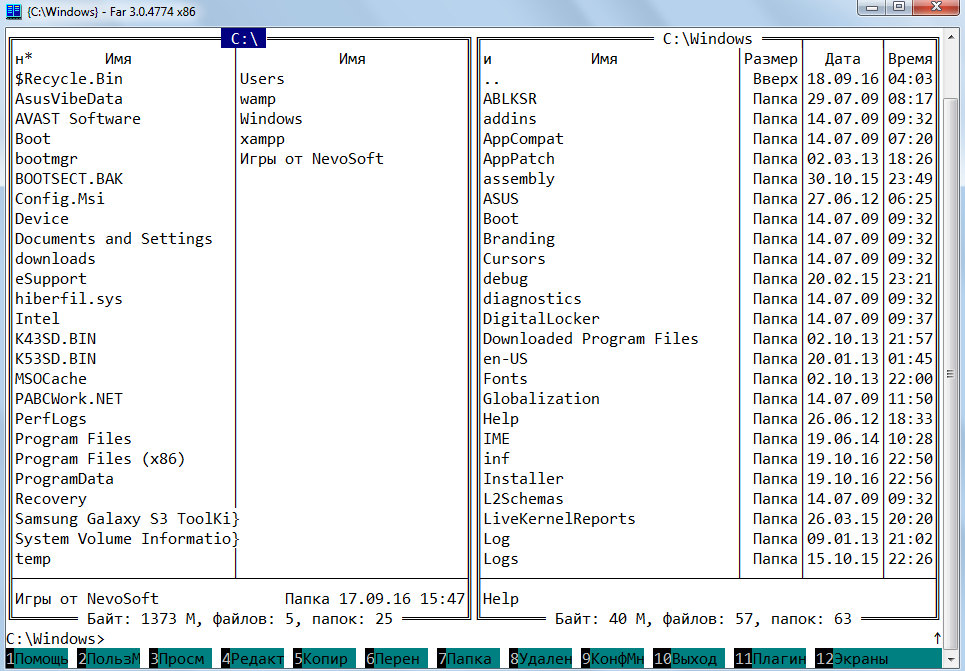 {C:\Windows} - Far 3.0.4774 x86
C:\
н* Имя Имя
$Recycle.Bin Users
AsusVibeData wamp
AVAST Software Windows
Boot xampp
bootmgr Игры от NevoSoft
BOOTSECT.BAK
Config.Msi
Device
Documents and Settings
downloads
eSupport
hiberfil.sys
Intel
K43SD.BIN
K53SD.BIN
MSOCache
PABCWork.NET
PerfLogs
Program Files
Program Files (x86)
ProgramData
Recovery
Samsung Galaxy S3 ToolKi}
System Volume Informatio}
temp
Игры от NevoSoft Папка 17.09.16 15:47
Байт: 1373 М, файлов: 5, папок: 25
C:\Windows
и Имя Размер Дата Время
.. Вверх 18.09.16 04:03
ABLKSR Папка 29.07.09 08:17
addins Папка 14.07.09 09:32
AppCompat Папка 14.07.09 07:20
AppPatch Папка 02.03.13 18:26
assembly Папка 30.10.15 23:49
ASUS Папка 27.06.12 06:25
Boot Папка 14.07.09 09:32
Branding Папка 14.07.09 09:32
Cursors Папка 14.07.09 09:32
debug Папка 20.02.15 23:21
diagnostics Папка 14.07.09 09:32
DigitalLocker Папка 14.07.09 09:37
Downloaded Program Files Папка 02.10.13 21:57
en-US Папка 20.01.13 01:45
Fonts Папка 02.10.13 22:00
Globalization Папка 14.07.09 11:50
Help Папка 26.06.12 18:33
IME Папка 19.06.14 10:28
inf Папка 19.10.16 22:50
Installer Папка 19.10.16 22:56
L2Schemas Папка 14.07.09 09:32
LiveKernelReports Папка 26.03.15 20:20
Log Папка 09.01.13 21:02
Logs Папка 15.10.15 22:26
Help
Байт: 40 М, файлов: 57, папок: 63
C:\Windows> ↑
1Помощь 2ПользМ 3Просм 4Редакт 5Копир 6Перен 7Папка 8Удален 9КонфМн 10Выход 11Плагин 12Экраны